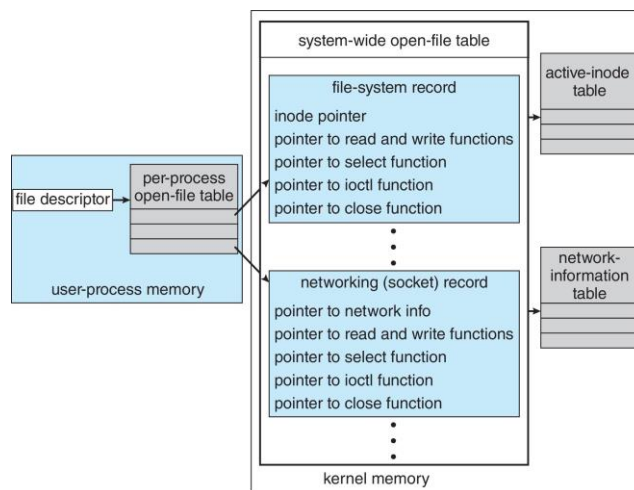 system-wide open-file table
file-system record
inode pointer
pointer to read and write functions
pointer to select function
pointer to ioctl function
pointer to close function
active-inode
table
file descriptor
per-process
open-file table
user-process memory
networking (socket) record
pointer to network info
pointer to read and write functions
pointer to select function
pointer to ioctl function
pointer to close function
network-
information
table
kernel memory